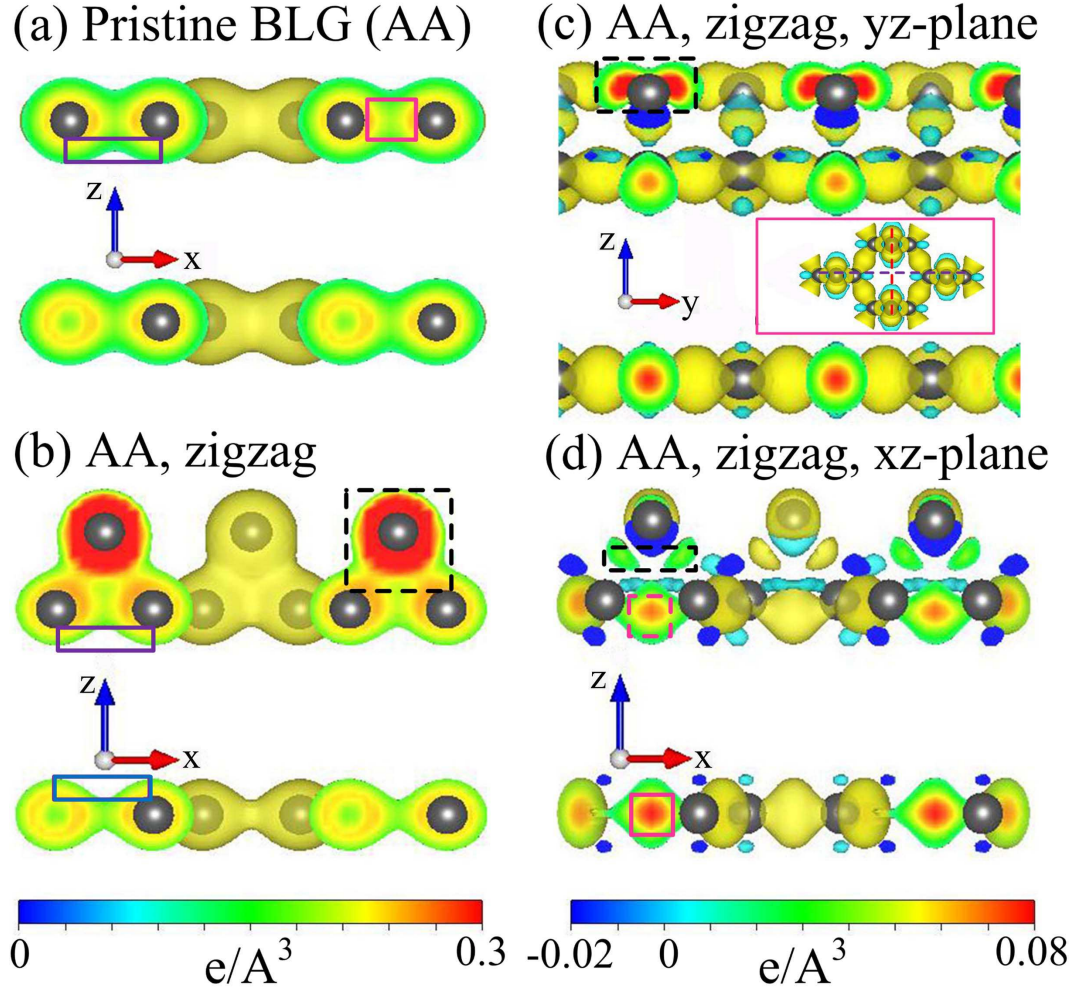 (a) Pristine BLG (AA)
z
x
(b) AA, zigzag
z
x
0 0.3
e/A³
(c) AA, zigzag, yz-plane
z
y
(d) AA, zigzag, xz-plane
z
x
-0.02 0 0.08
e/A³